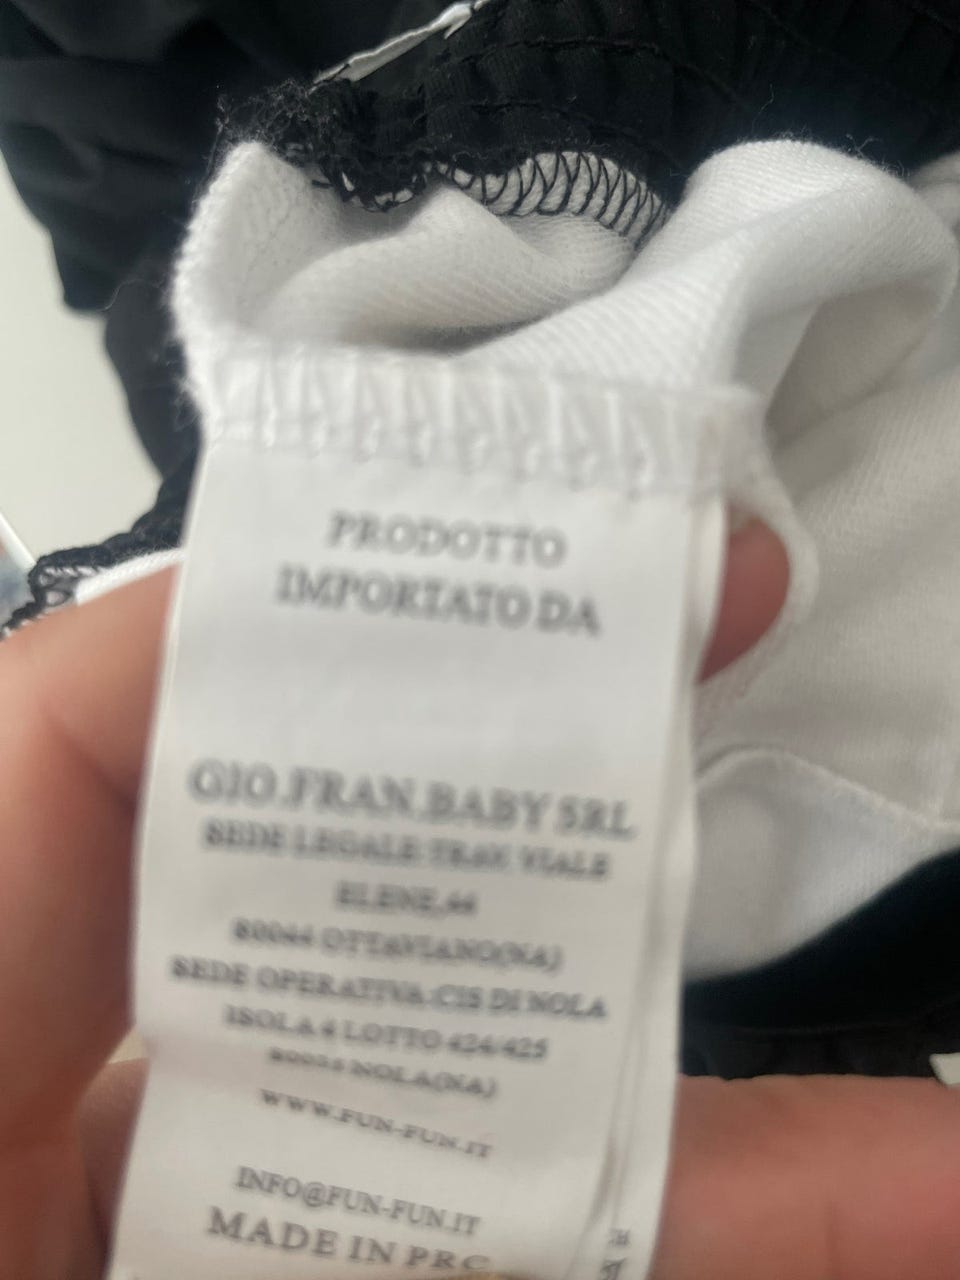 PRODOTTO
IMPORTATO DA
GIO.FRAN.BABY SRL
SEDE LEGALE TRAV. VIALE
ELENE,44
80044 OTTAVIANO(NA)
SEDE OPERATIVA:CIS DI NOLA
ISOLA 4 LOTTO 424/425
80035 NOLA(NA)
WWW.FUN-FUN.IT
INFO@FUN-FUN.IT
MADE IN PRC